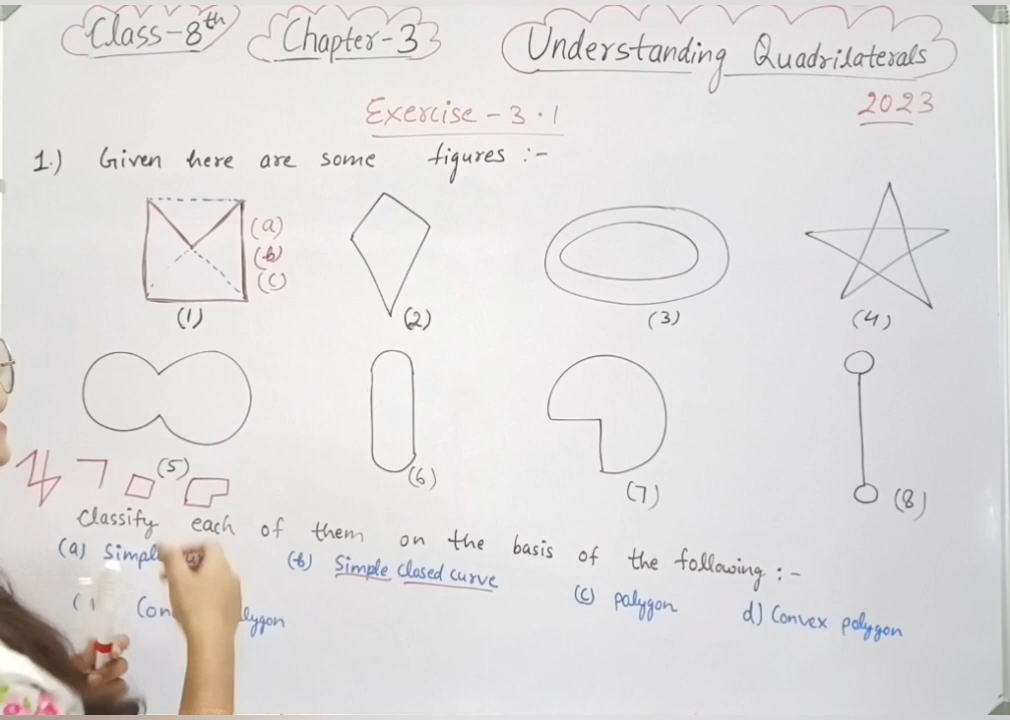 Class-8th Chapter-3 Understanding Quadrilaterals
Exercise - 3.1 2023
1.) Given here are some figures :-
(a)
(b)
(c)
(1) (2) (3) (4)
(5) (6) (7) (8)
Classify each of them on the basis of the following :-
(a) (b) Simple closed curve (c) polygon d) Convex polygon